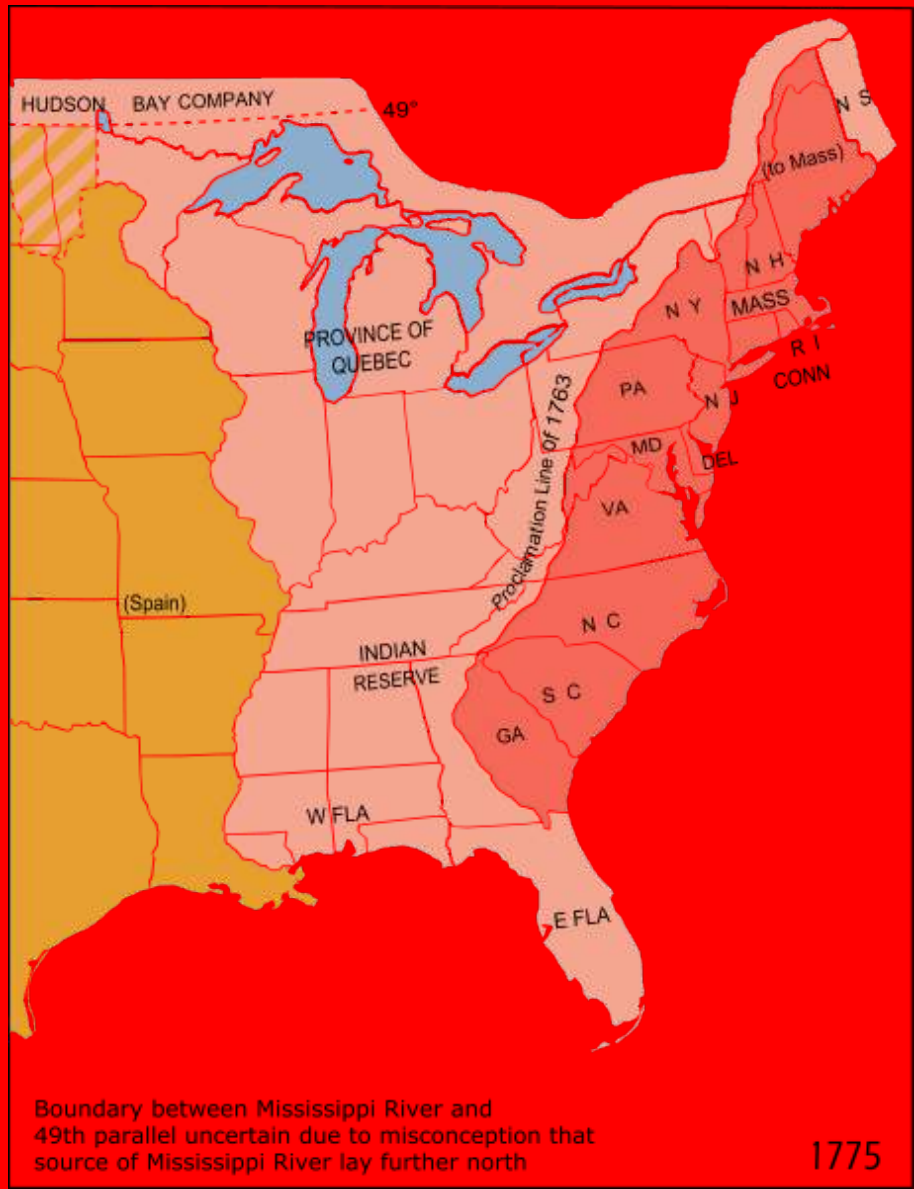 HUDSON BAY COMPANY
49°
N S
(to Mass)
N H
N Y
MASS
PROVINCE OF
QUEBEC
R I
CONN
PA
N J
Proclamation Line of 1763
MD
DEL
VA
(Spain)
N C
INDIAN
RESERVE
S C
GA
W FLA
E FLA
Boundary between Mississippi River and
49th parallel uncertain due to misconception that
source of Mississippi River lay further north
1775